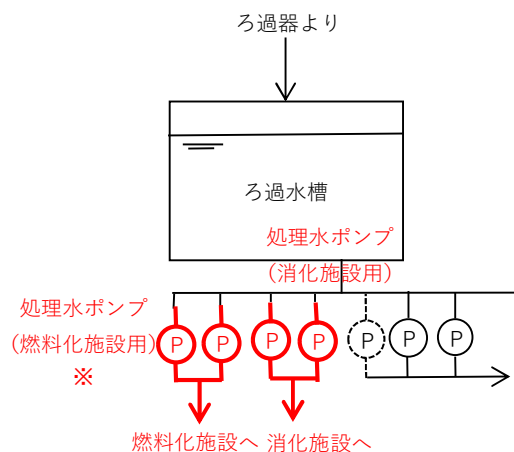 ろ過器より
ろ過水槽
処理水ポンプ
(消化施設用)
処理水ポンプ
(燃料化施設用)
※
P P P P P P P
燃料化施設へ 消化施設へ